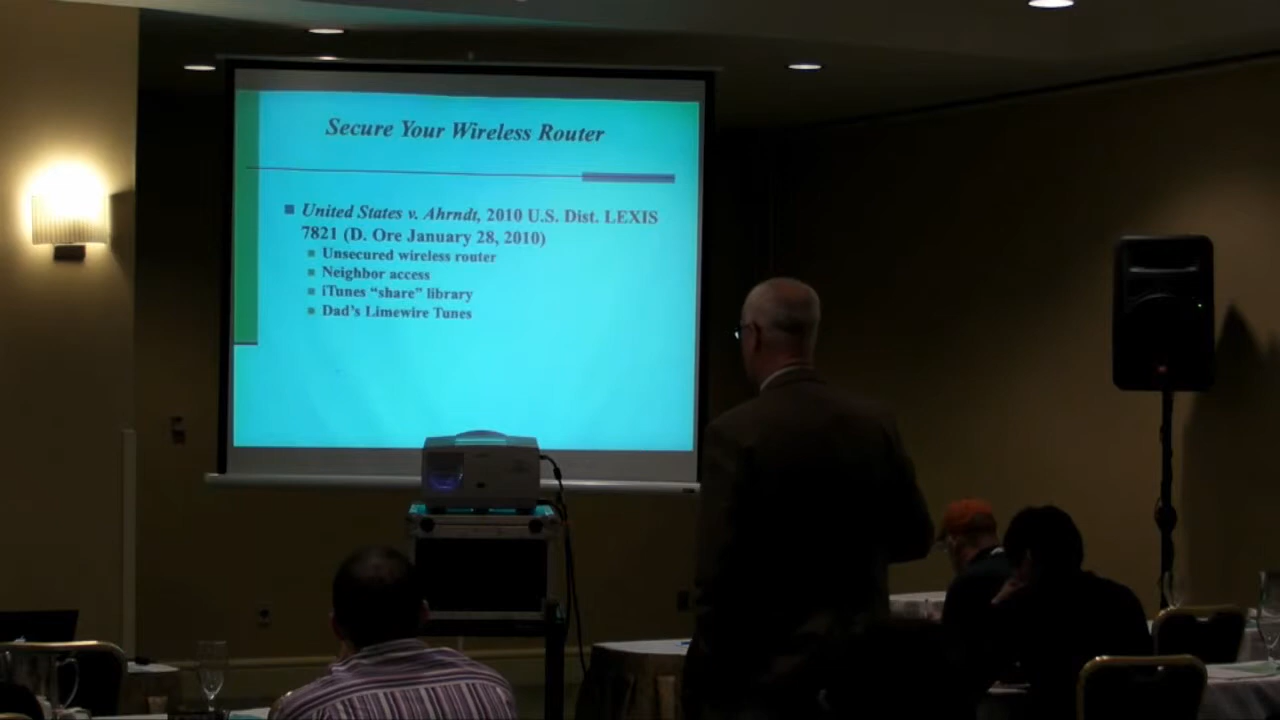 Secure Your Wireless Router
United States v. Ahrndt, 2010 U.S. Dist. LEXIS
7821 (D. Ore January 28, 2010)
Unsecured wireless router
Neighbor access
iTunes “share” library
Dad’s Limewire Tunes